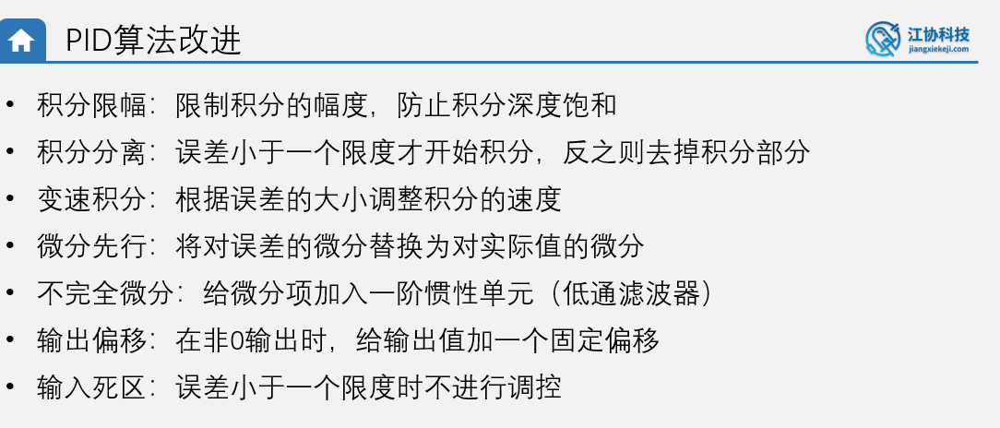 PID算法改进
江协科技
jiangxiekeji.com
• 积分限幅：限制积分的幅度，防止积分深度饱和
• 积分分离：误差小于一个限度才开始积分，反之则去掉积分部分
• 变速积分：根据误差的大小调整积分的速度
• 微分先行：将对误差的微分替换为对实际值的微分
• 不完全微分：给微分项加入一阶惯性单元（低通滤波器）
• 输出偏移：在非0输出时，给输出值加一个固定偏移
• 输入死区：误差小于一个限度时不进行调控